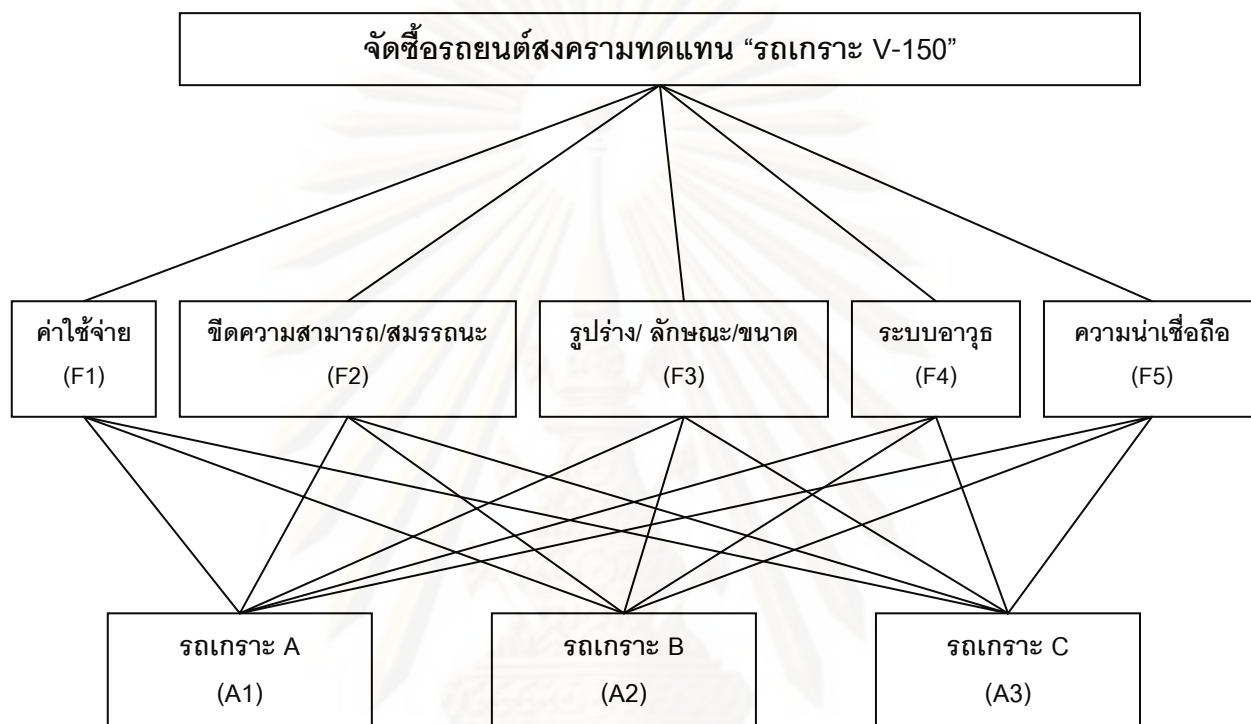 จัดซื้อรถยนต์สงครามทดแทน “รถเกราะ V-150”
ค่าใช้จ่าย
(F1)
ขีดความสามารถ/สมรรถนะ
(F2)
รูปร่าง/ ลักษณะ/ขนาด
(F3)
ระบบอาวุธ
(F4)
ความน่าเชื่อถือ
(F5)
รถเกราะ A
(A1)
รถเกราะ B
(A2)
รถเกราะ C
(A3)